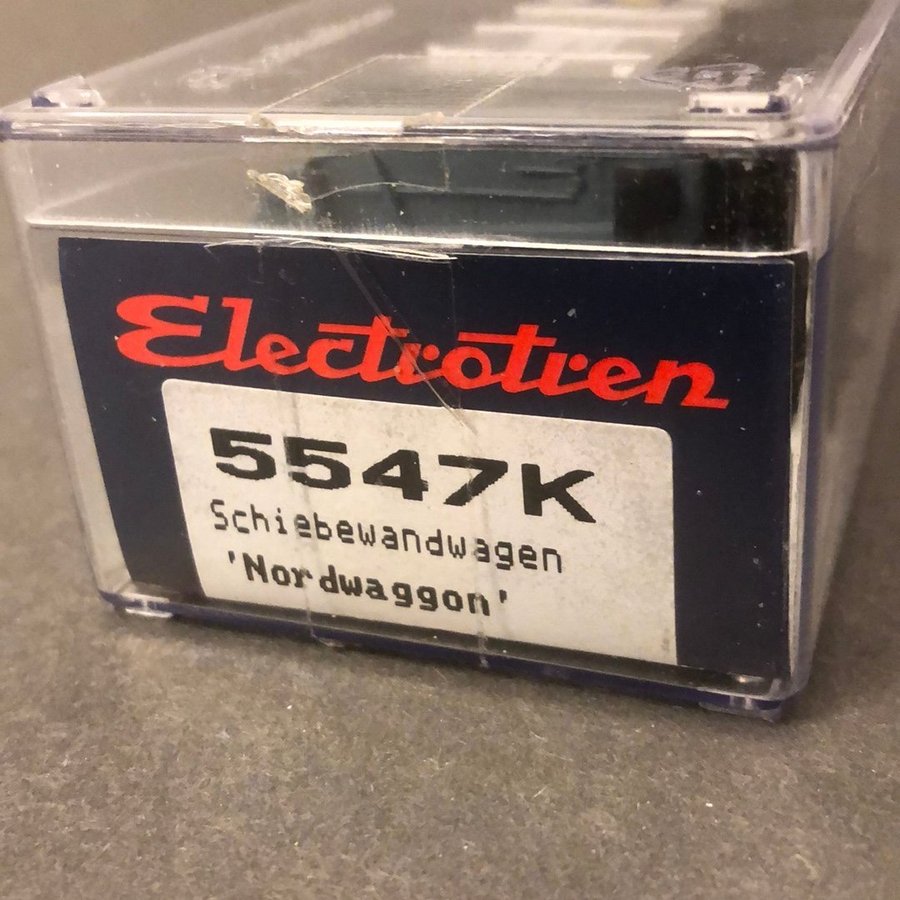 Electrotren
5547K
Schiebewandwagen
'Nordwaggon'